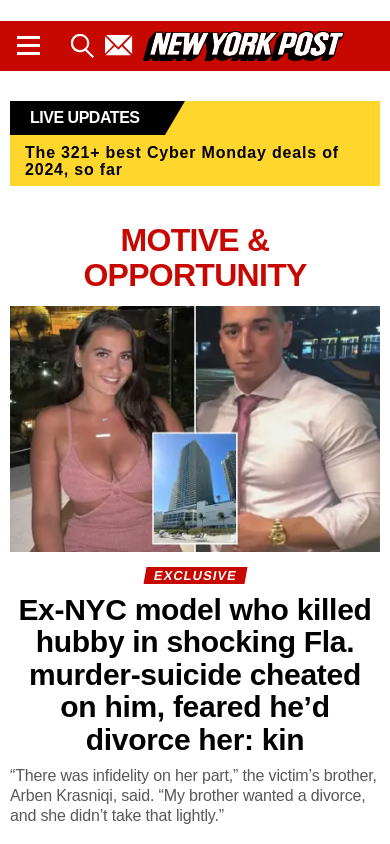 NEW YORK POST
LIVE UPDATES
The 321+ best Cyber Monday deals of
2024, so far
MOTIVE &
OPPORTUNITY
EXCLUSIVE
Ex-NYC model who killed
hubby in shocking Fla.
murder-suicide cheated
on him, feared he’d
divorce her: kin
“There was infidelity on her part,” the victim’s brother,
Arben Krasniqi, said. “My brother wanted a divorce,
and she didn’t take that lightly.”